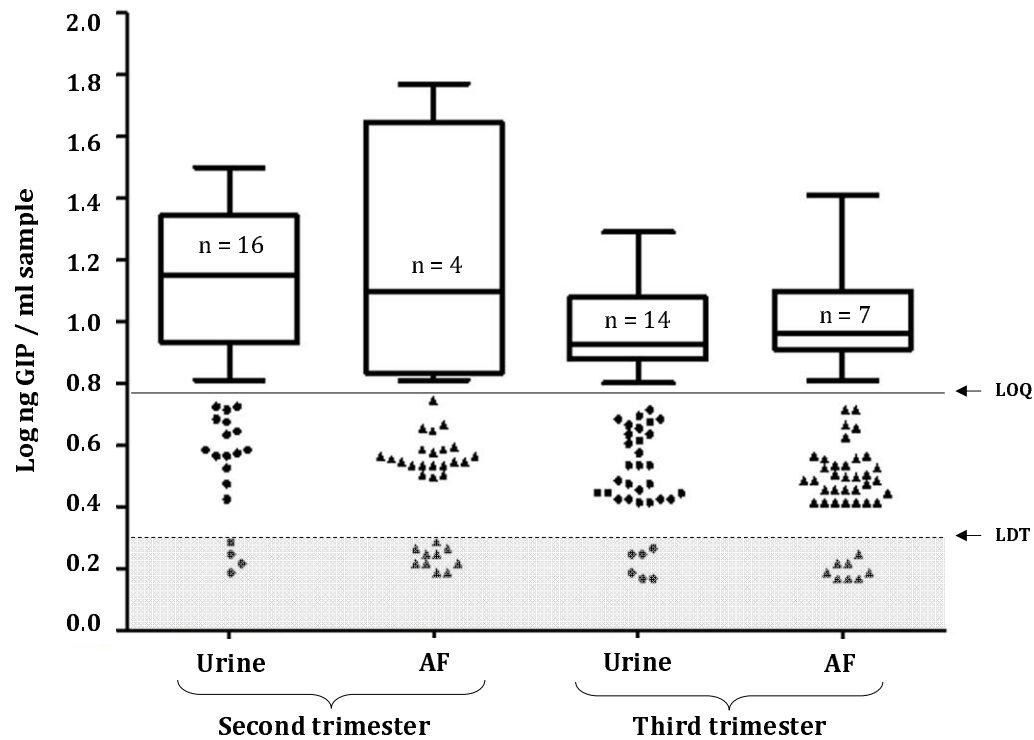 Log ng GIP / ml sample
2.0
1.8
1.6
1.4
1.2
1.0
0.8
0.6
0.4
0.2
0.0
n = 16
n = 4
n = 14
n = 7
LOQ
LDT
Urine
AF
Urine
AF
Second trimester
Third trimester